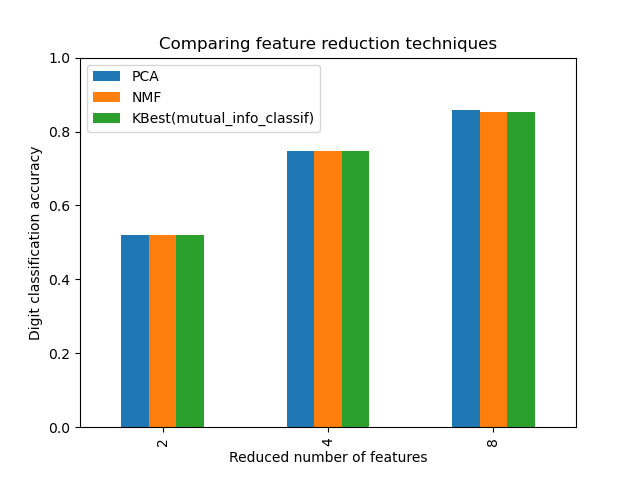 Comparing feature reduction techniques
PCA
NMF
KBest(mutual_info_classif)
1.0
0.8
0.6
0.4
0.2
0.0
Digit classification accuracy
2
4
8
Reduced number of features